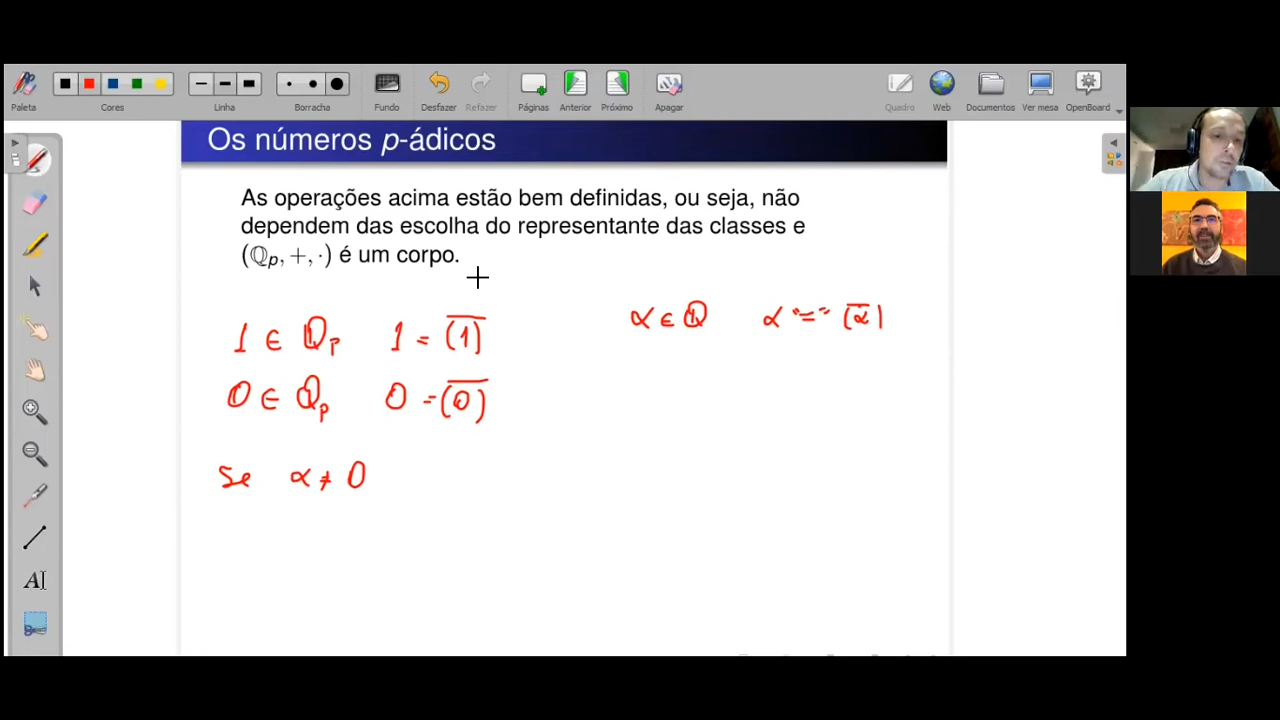 Paleta Cores Linha Borracha Fundo Desfazer Refazer Páginas Anterior Próximo Apagar Quadro Web Documentos Ver mesa OpenBoard
Os números p-ádicos
As operações acima estão bem definidas, ou seja, não
dependem das escolha do representante das classes e
(ℚₚ, +, ·) é um corpo.
α ∈ ℚ α "=" (α̅)
1 ∈ ℚₚ 1 = \overline{(1)}
0 ∈ ℚₚ 0 = \overline{(0)}
Se α ≠ 0